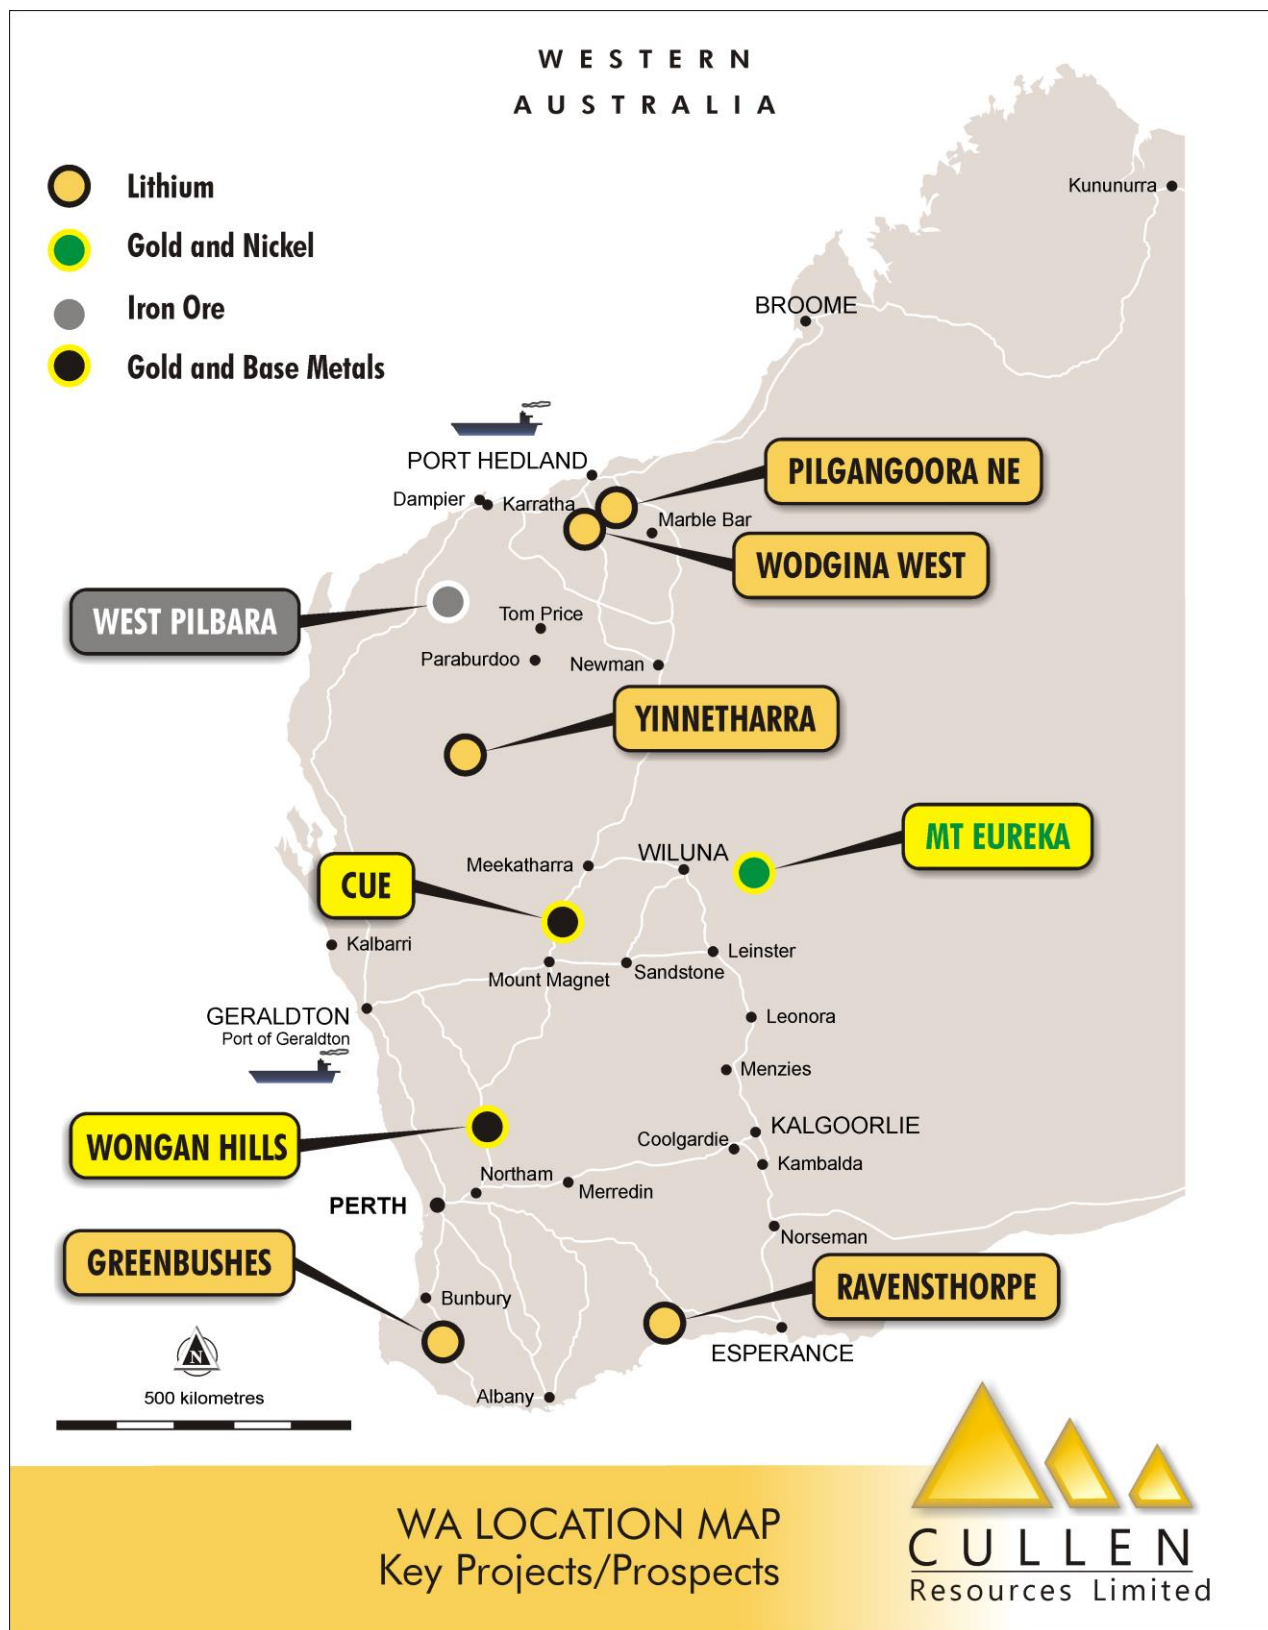 WESTERN
AUSTRALIA
Lithium
Gold and Nickel
Iron Ore
Gold and Base Metals
Kununurra
BROOME
PORT HEDLAND
PILGANGOORA NE
Dampier
Karratha
Marble Bar
WODGINA WEST
WEST PILBARA
Tom Price
Paraburdoo
Newman
YINNETHARRA
MT EUREKA
WILUNA
Meekatharra
CUE
Kalbarri
Leinster
Mount Magnet
Sandstone
GERALDTON
Port of Geraldton
Leonora
Menzies
KALGOORLIE
Coolgardie
WONGAN HILLS
Kambalda
Northam
Merredin
PERTH
Norseman
GREENBUSHES
RAVENSTHORPE
Bunbury
ESPERANCE
N
500 kilometres
Albany
WA LOCATION MAP
Key Projects/Prospects
CULLEN
Resources Limited